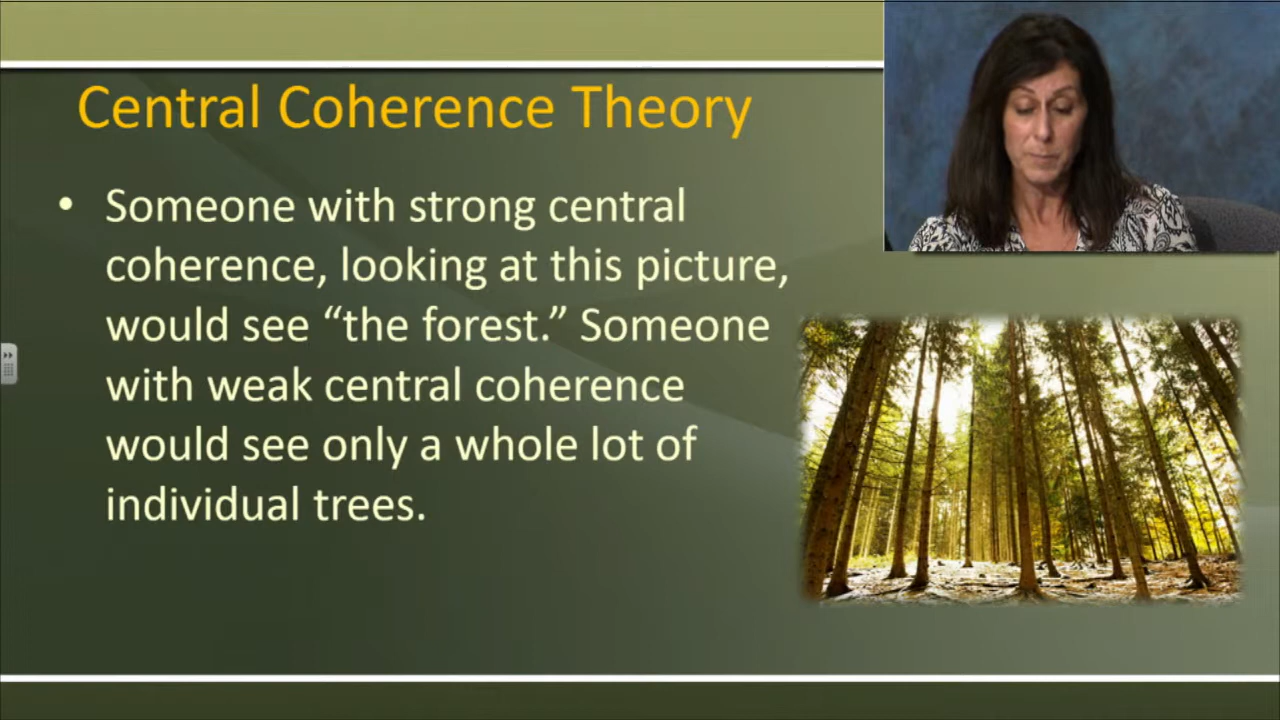 Central Coherence Theory
• Someone with strong central
coherence, looking at this picture,
would see “the forest.” Someone
with weak central coherence
would see only a whole lot of
individual trees.